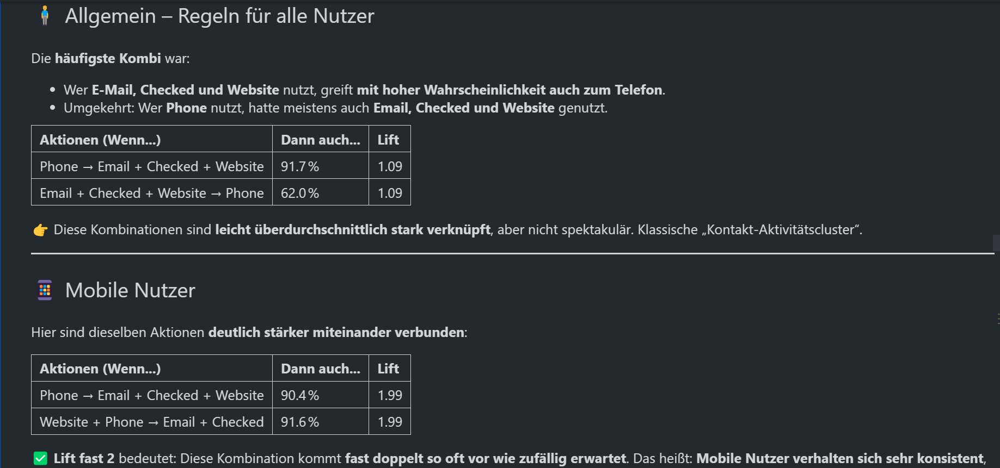 Allgemein – Regeln für alle Nutzer
Die häufigste Kombi war:
• Wer E-Mail, Checked und Website nutzt, greift mit hoher Wahrscheinlichkeit auch zum Telefon.
• Umgekehrt: Wer Phone nutzt, hatte meistens auch Email, Checked und Website genutzt.
Aktionen (Wenn...) Dann auch... Lift
Phone → Email + Checked + Website 91.7 % 1.09
Email + Checked + Website → Phone 62.0 % 1.09
👉 Diese Kombinationen sind leicht überdurchschnittlich stark verknüpft, aber nicht spektakulär. Klassische „Kontakt-Aktivitätscluster“.
Mobile Nutzer
Hier sind dieselben Aktionen deutlich stärker miteinander verbunden:
Aktionen (Wenn...) Dann auch... Lift
Phone → Email + Checked + Website 90.4 % 1.99
Website + Phone → Email + Checked 91.6 % 1.99
✅ Lift fast 2 bedeutet: Diese Kombination kommt fast doppelt so oft vor wie zufällig erwartet. Das heißt: Mobile Nutzer verhalten sich sehr konsistent,